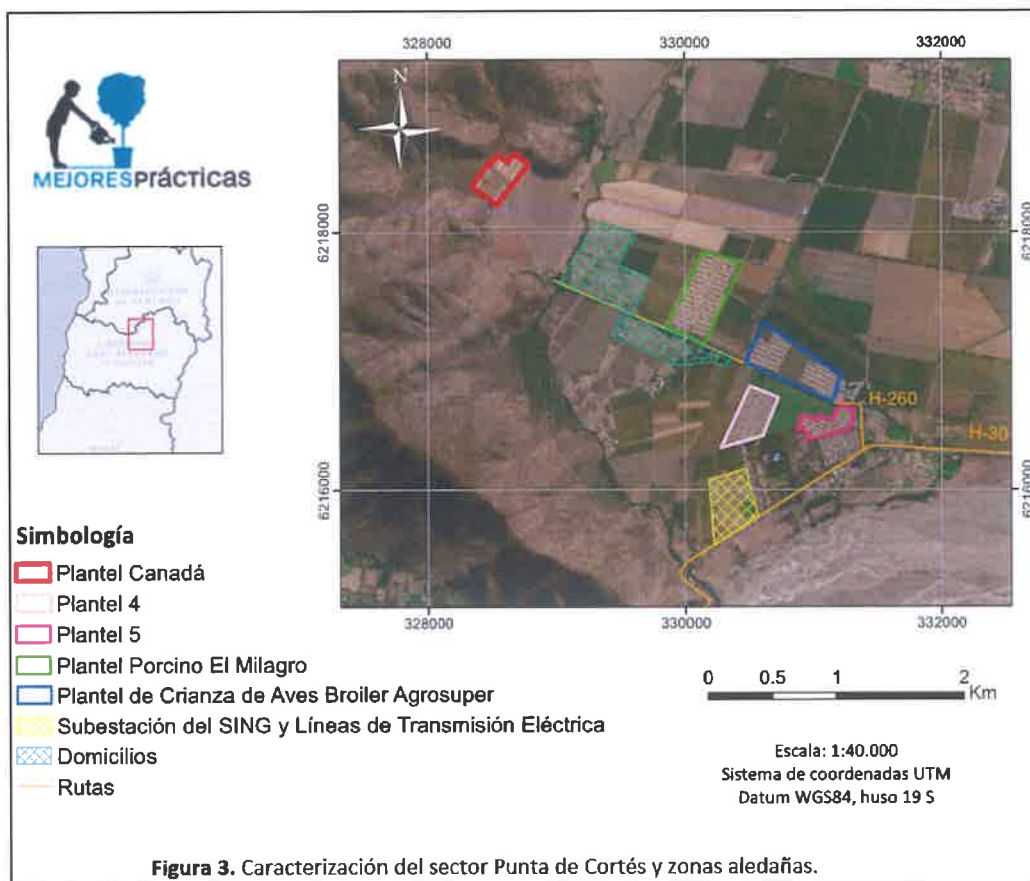 328000
330000
332000
N
MEJORESPRÁCTICAS
6218000
6218000
H-260
H-30
6216000
6216000
328000
330000
332000
Simbología
Plantel Canadá
Plantel 4
Plantel 5
Plantel Porcino El Milagro
Plantel de Crianza de Aves Broiler Agrosuper
Subestación del SING y Líneas de Transmisión Eléctrica
Domicilios
Rutas
0 0.5 1 2
Km
Escala: 1:40.000
Sistema de coordenadas UTM
Datum WGS84, huso 19 S
Figura 3. Caracterización del sector Punta de Cortés y zonas aledañas.